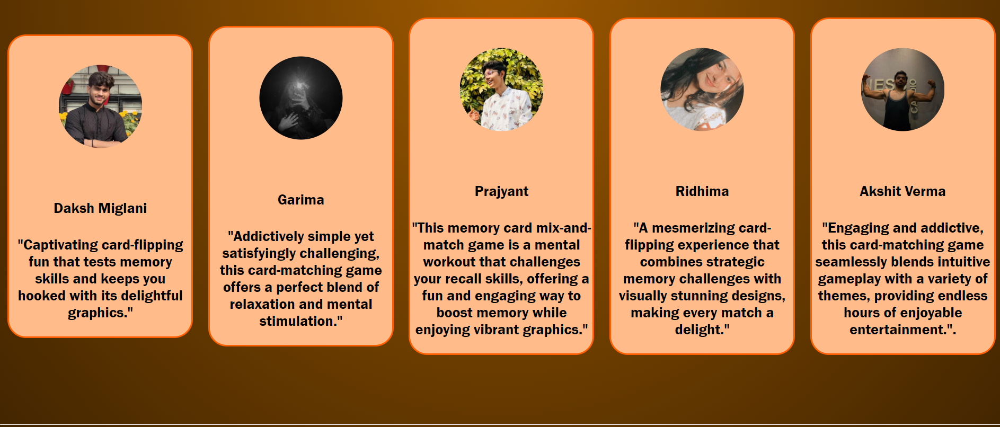 Daksh Miglani
"Captivating card-flipping
fun that tests memory
skills and keeps you
hooked with its delightful
graphics."
Garima
"Addictively simple yet
satisfyingly challenging,
this card-matching game
offers a perfect blend of
relaxation and mental
stimulation."
Prajyant
"This memory card mix-and-
match game is a mental
workout that challenges
your recall skills, offering a
fun and engaging way to
boost memory while
enjoying vibrant graphics."
Ridhima
"A mesmerizing card-
flipping experience that
combines strategic
memory challenges with
visually stunning designs,
making every match a
delight."
Akshit Verma
"Engaging and addictive,
this card-matching game
seamlessly blends intuitive
gameplay with a variety of
themes, providing endless
hours of enjoyable
entertainment.".